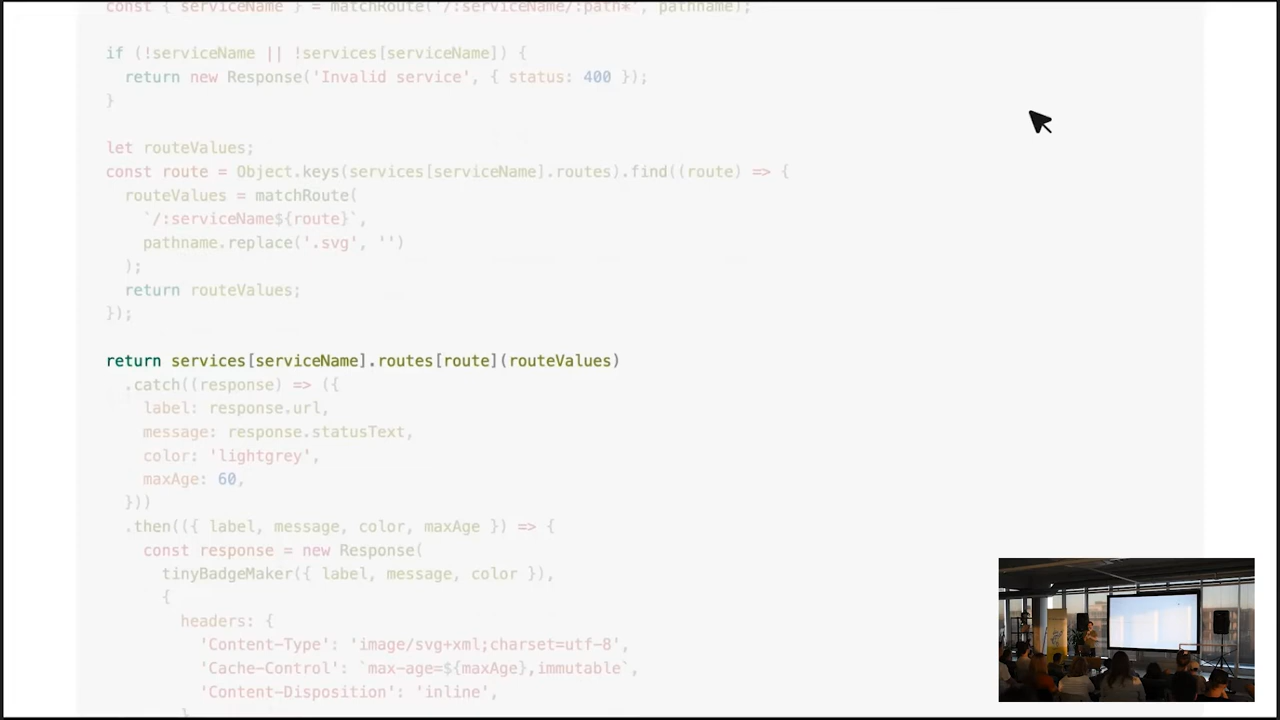 const { serviceName } = matchRoute('/:serviceName/:path*', pathname);
if (!serviceName || !services[serviceName]) {
return new Response('Invalid service', { status: 400 });
}
let routeValues;
const route = Object.keys(services[serviceName].routes).find((route) => {
routeValues = matchRoute(
`/:serviceName${route}`,
pathname.replace('.svg', '')
);
return routeValues;
});
return services[serviceName].routes[route](routeValues)
.catch((response) => ({
label: response.url,
message: response.statusText,
color: 'lightgrey',
maxAge: 60,
}))
.then(({ label, message, color, maxAge }) => {
const response = new Response(
tinyBadgeMaker({ label, message, color }),
{
headers: {
'Content-Type': 'image/svg+xml;charset=utf-8',
'Cache-Control': `max-age=${maxAge},immutable`,
'Content-Disposition': 'inline',
}